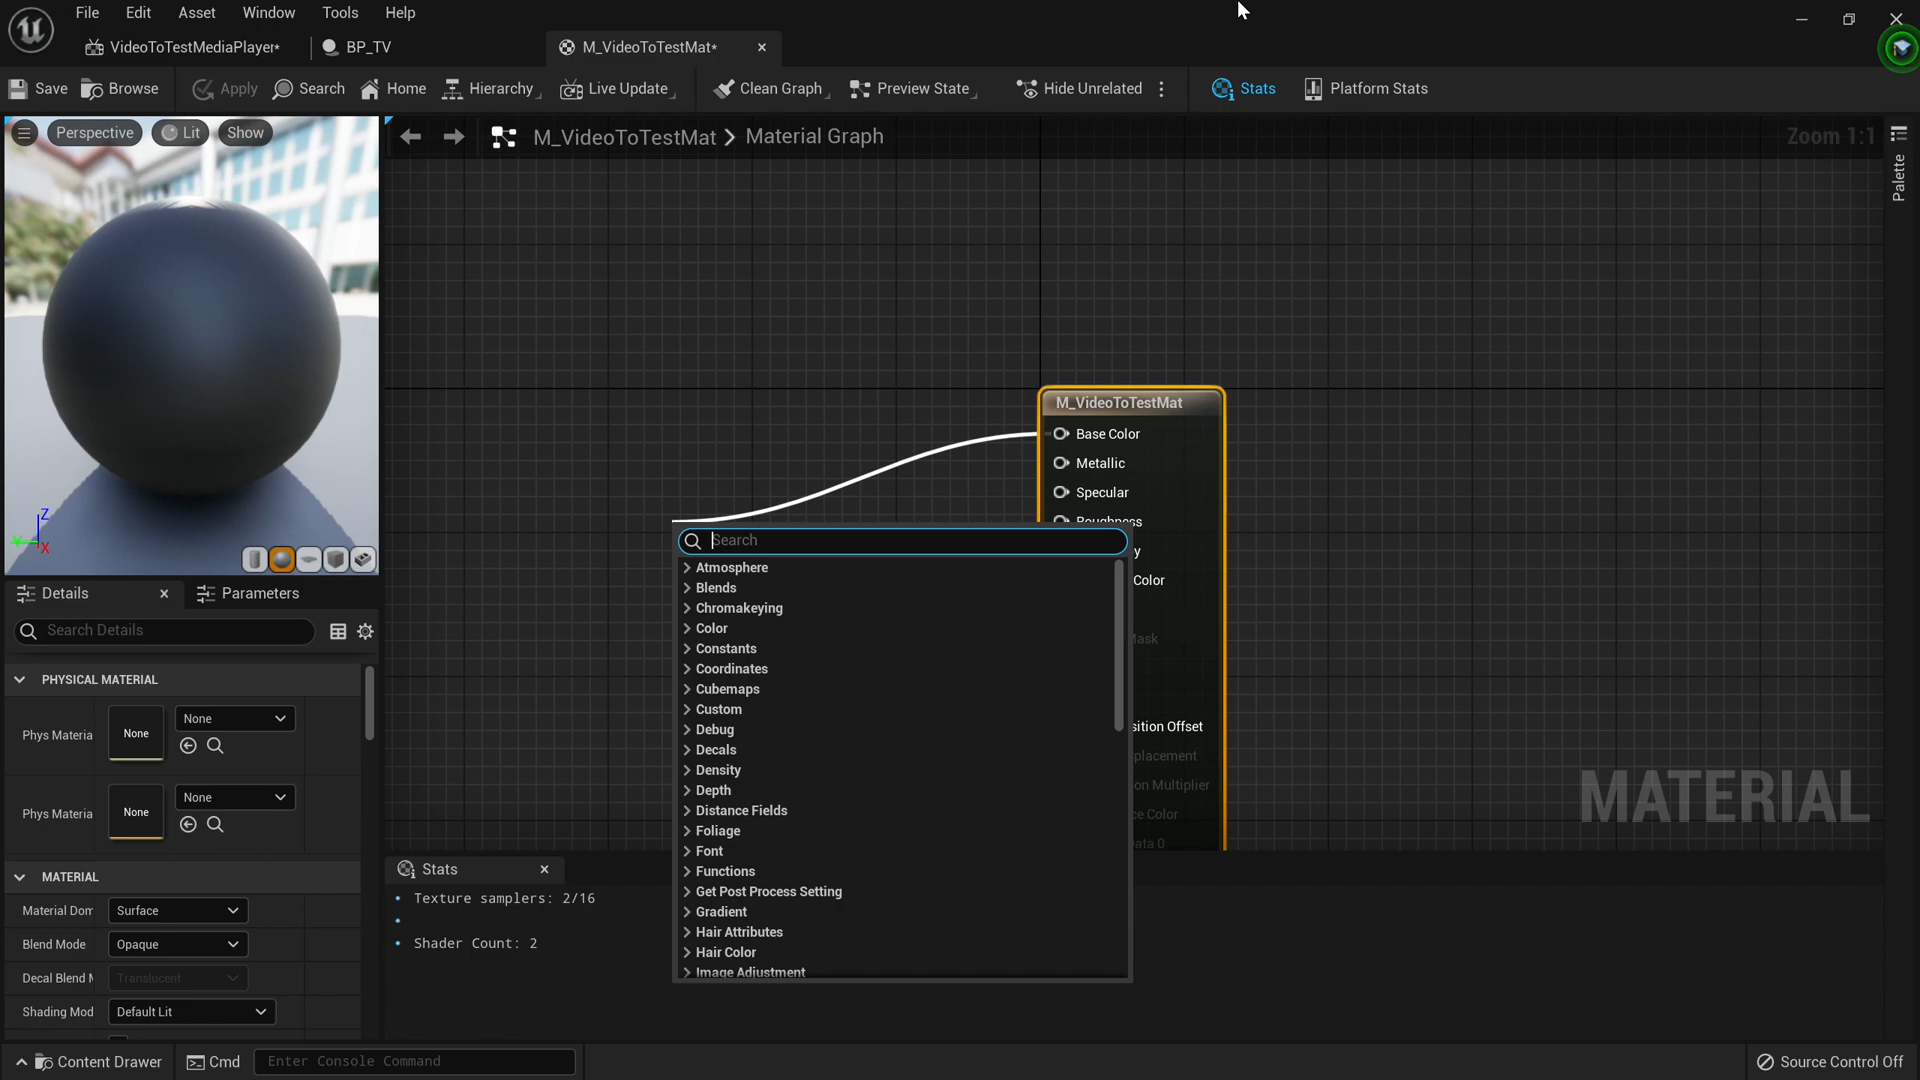 File Edit Asset Window Tools Help
VideoToTestMediaPlayer* BP_TV M_VideoToTestMat*
Save Browse Apply Search Home Hierarchy Live Update Clean Graph Preview State Hide Unrelated Stats Platform Stats
Perspective Lit Show
M_VideoToTestMat > Material Graph Zoom 1:1
Palette
M_VideoToTestMat
Base Color
Metallic
Specular
Roughness
y
Color
Mask
sition Offset
placement
on Multiplier
ce Color
Data 0
Search
Atmosphere
Blends
Chromakeying
Color
Constants
Coordinates
Cubemaps
Custom
Debug
Decals
Density
Depth
Distance Fields
Foliage
Font
Functions
Get Post Process Setting
Gradient
Hair Attributes
Hair Color
Image Adjustment
MATERIAL
Z
Y
X
Details Parameters
Search Details
PHYSICAL MATERIAL
Phys Materia None None
Phys Materia None None
MATERIAL
Material Dom Surface
Blend Mode Opaque
Decal Blend M Translucent
Shading Mod Default Lit
Stats
Texture samplers: 2/16
Shader Count: 2
Content Drawer Cmd Enter Console Command Source Control Off